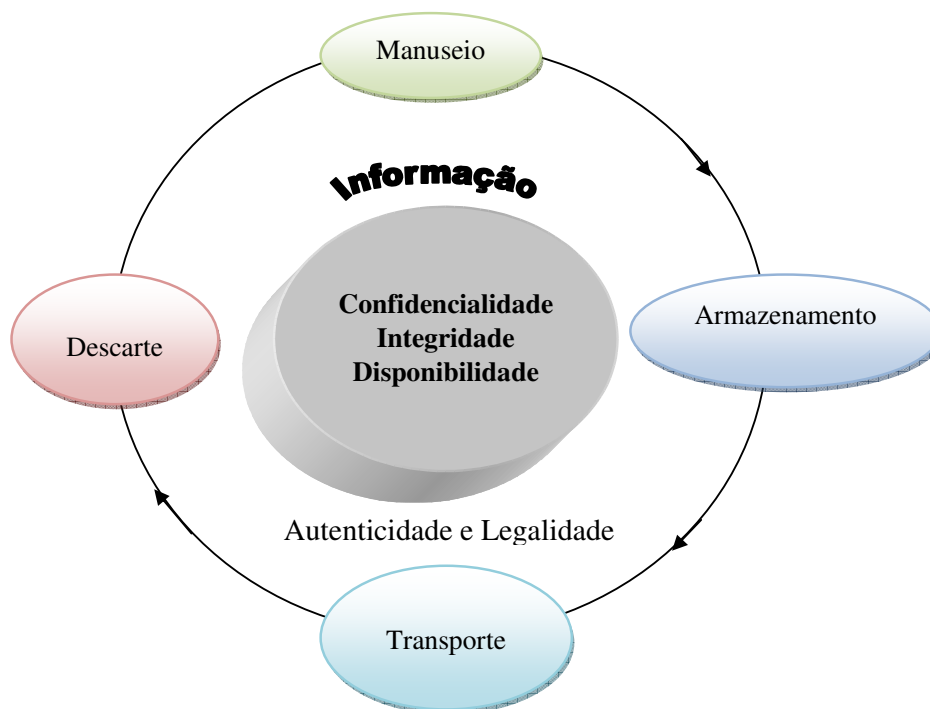 Manuseio
Informação
Confidencialidade
Integridade
Disponibilidade
Armazenamento
Descarte
Autenticidade e Legalidade
Transporte